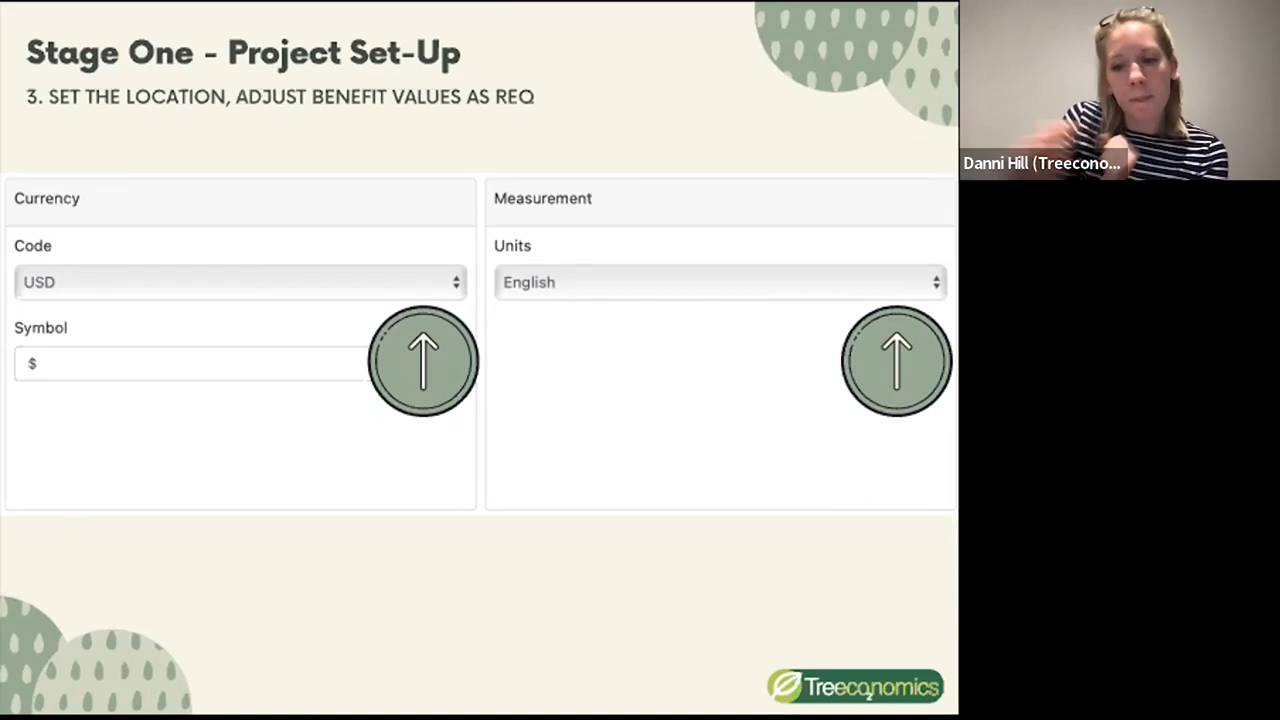 Stage One - Project Set-Up
3. SET THE LOCATION, ADJUST BENEFIT VALUES AS REQ
Currency
Code
USD
Symbol
$
Measurement
Units
English
Treeconomics
Danni Hill (Treecono...